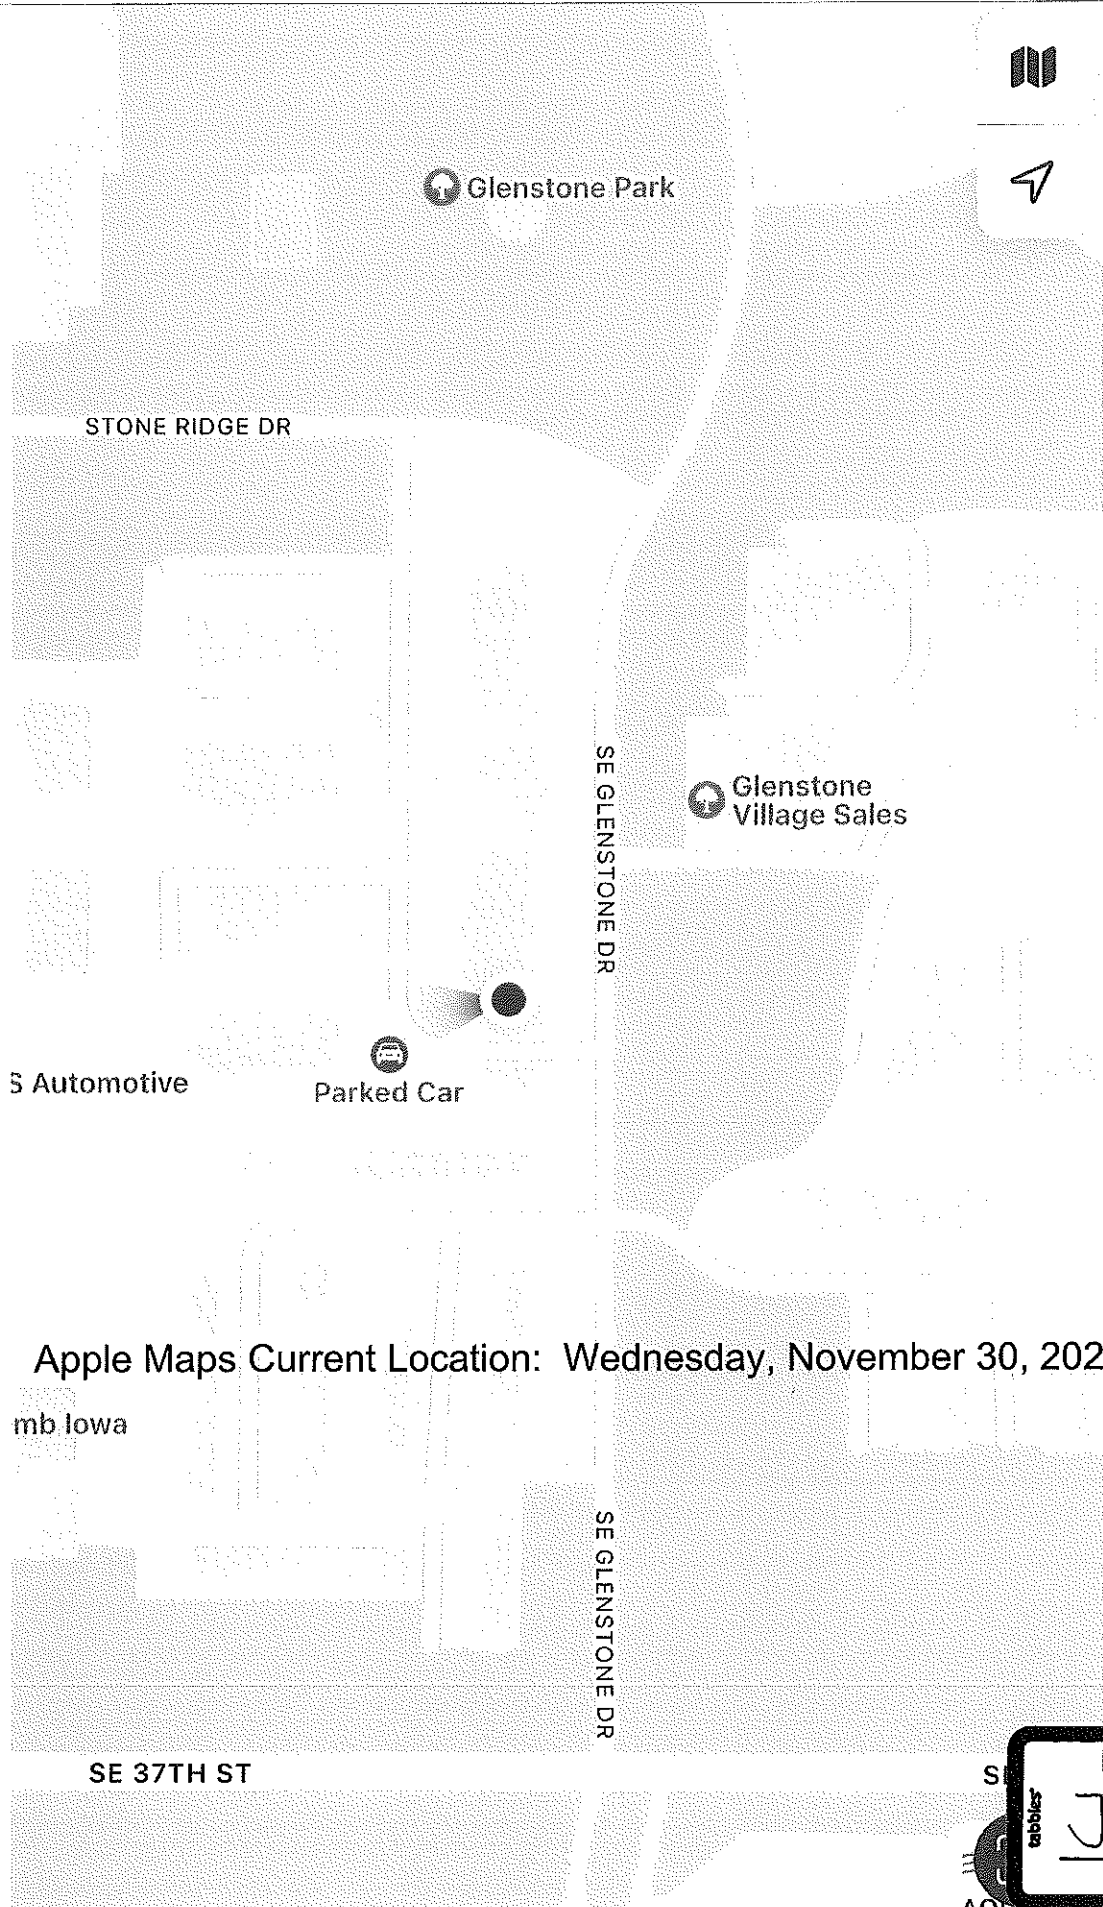 Glenstone Park
STONE RIDGE DR
SE GLENSTONE DR
Glenstone
Village Sales
S Automotive
Parked Car
Apple Maps Current Location: Wednesday, November 30, 202
mb Iowa
SE GLENSTONE DR
SE 37TH ST
tabbies